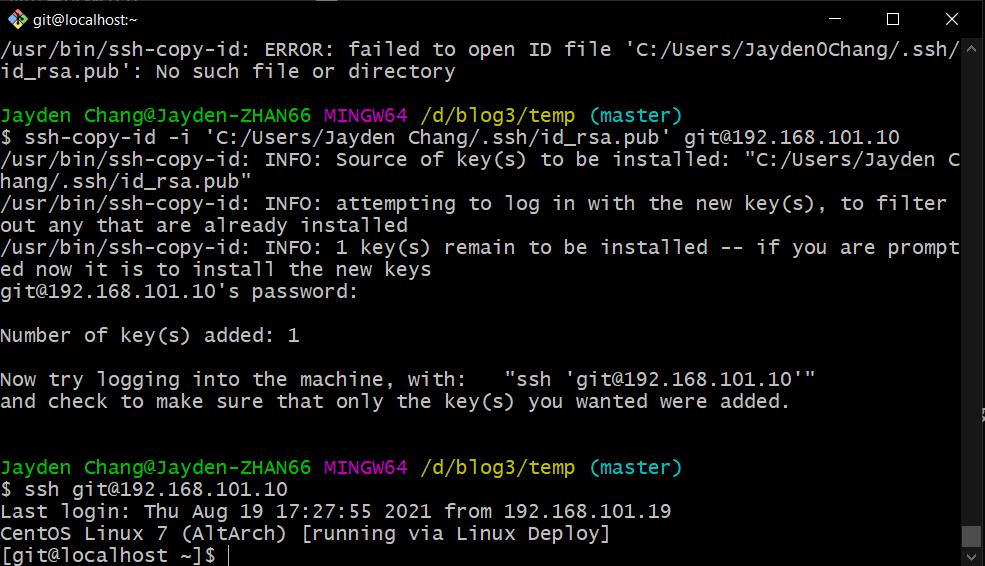 git@localhost:~
/usr/bin/ssh-copy-id: ERROR: failed to open ID file 'C:/Users/Jayden0Chang/.ssh/
id_rsa.pub': No such file or directory
Jayden Chang@Jayden-ZHAN66 MINGW64 /d/blog3/temp (master)
$ ssh-copy-id -i 'C:/Users/Jayden Chang/.ssh/id_rsa.pub' git@192.168.101.10
/usr/bin/ssh-copy-id: INFO: Source of key(s) to be installed: "C:/Users/Jayden C
hang/.ssh/id_rsa.pub"
/usr/bin/ssh-copy-id: INFO: attempting to log in with the new key(s), to filter
out any that are already installed
/usr/bin/ssh-copy-id: INFO: 1 key(s) remain to be installed -- if you are prompt
ed now it is to install the new keys
git@192.168.101.10's password:
Number of key(s) added: 1
Now try logging into the machine, with:   "ssh 'git@192.168.101.10'"
and check to make sure that only the key(s) you wanted were added.
Jayden Chang@Jayden-ZHAN66 MINGW64 /d/blog3/temp (master)
$ ssh git@192.168.101.10
Last login: Thu Aug 19 17:27:55 2021 from 192.168.101.19
CentOS Linux 7 (AltArch) [running via Linux Deploy]
[git@localhost ~]$